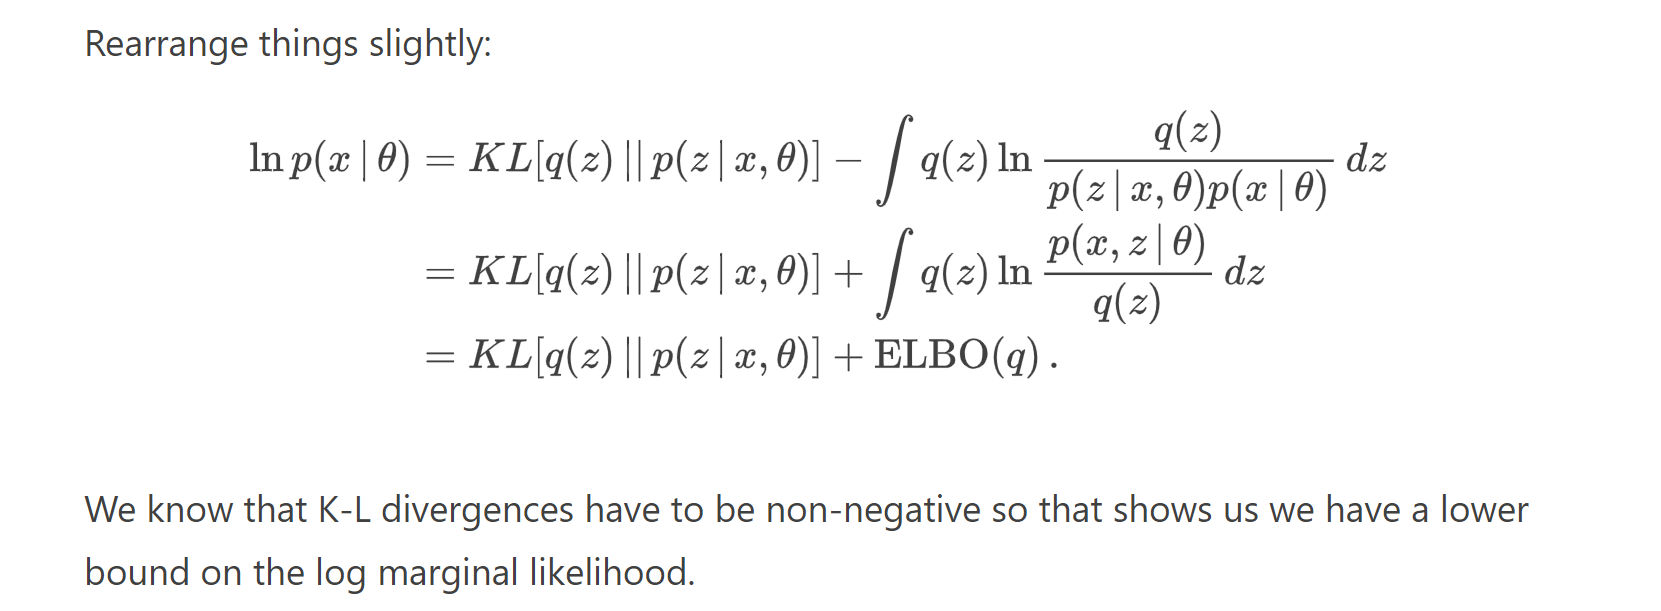 Rearrange things slightly:
ln p(x | θ) = KL[q(z) || p(z | x, θ)] − ∫ q(z) ln q(z) / p(z | x, θ)p(x | θ) dz
= KL[q(z) || p(z | x, θ)] + ∫ q(z) ln p(x, z | θ) / q(z) dz
= KL[q(z) || p(z | x, θ)] + ELBO(q) .
We know that K-L divergences have to be non-negative so that shows us we have a lower
bound on the log marginal likelihood.